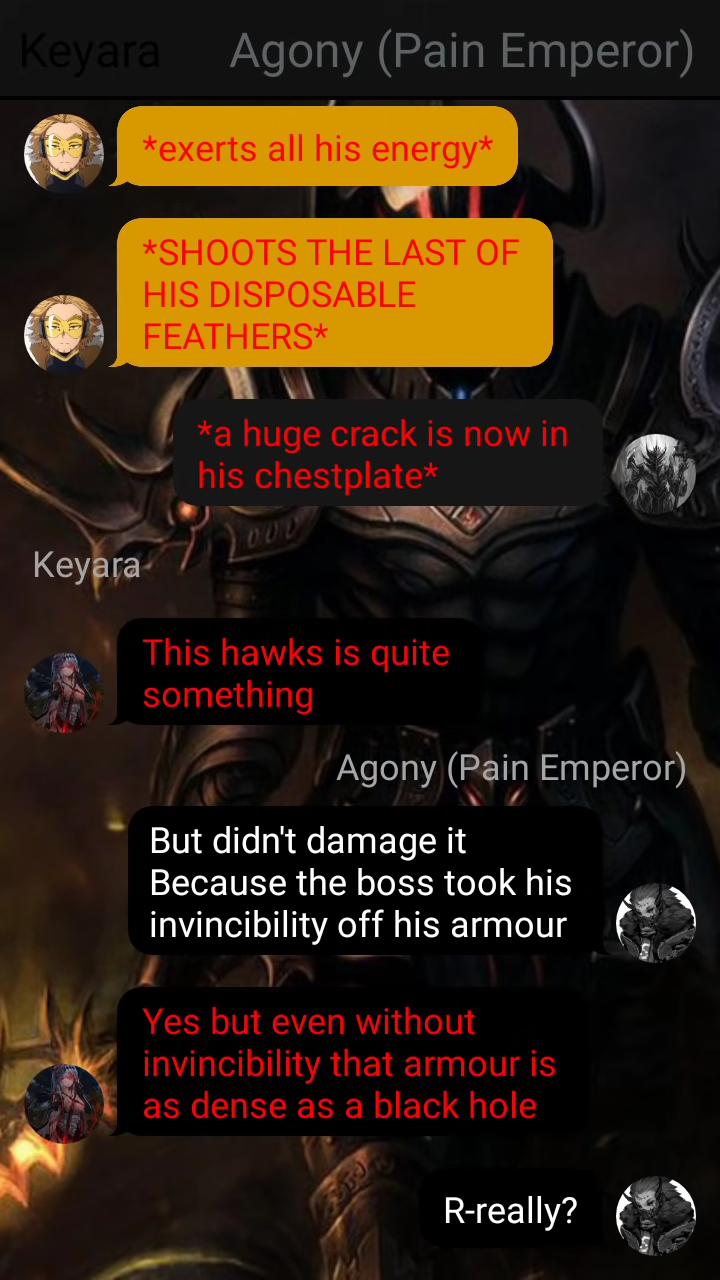 Keyara Agony (Pain Emperor)
*exerts all his energy*
*SHOOTS THE LAST OF
HIS DISPOSABLE
FEATHERS*
*a huge crack is now in
his chestplate*
Keyara
This hawks is quite
something
Agony (Pain Emperor)
But didn't damage it
Because the boss took his
invincibility off his armour
Yes but even without
invincibility that armour is
as dense as a black hole
R-really?